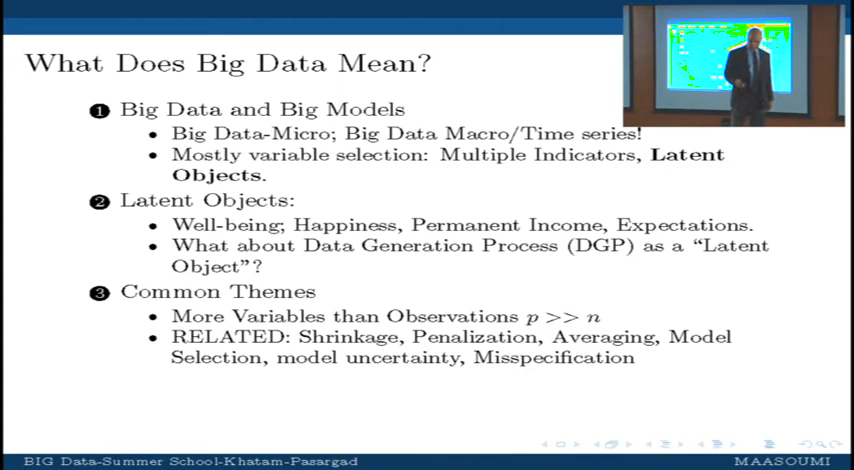 What Does Big Data Mean?
1 Big Data and Big Models
• Big Data-Micro; Big Data Macro/Time series!
• Mostly variable selection: Multiple Indicators, Latent
Objects.
2 Latent Objects:
• Well-being; Happiness, Permanent Income, Expectations.
• What about Data Generation Process (DGP) as a “Latent
Object”?
3 Common Themes
• More Variables than Observations p >> n
• RELATED: Shrinkage, Penalization, Averaging, Model
Selection, model uncertainty, Misspecification
BIG Data-Summer School-Khatam-Pasargad MAASOUMI